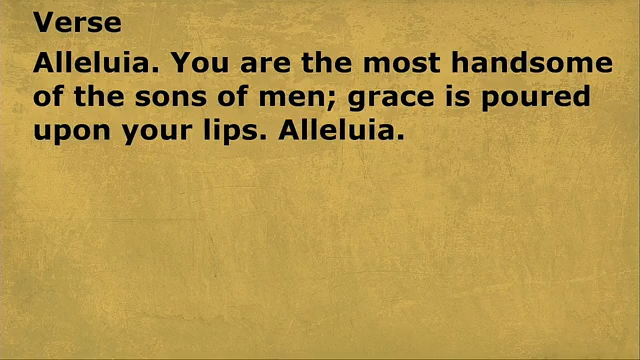 Verse
Alleluia. You are the most handsome
of the sons of men; grace is poured
upon your lips. Alleluia.